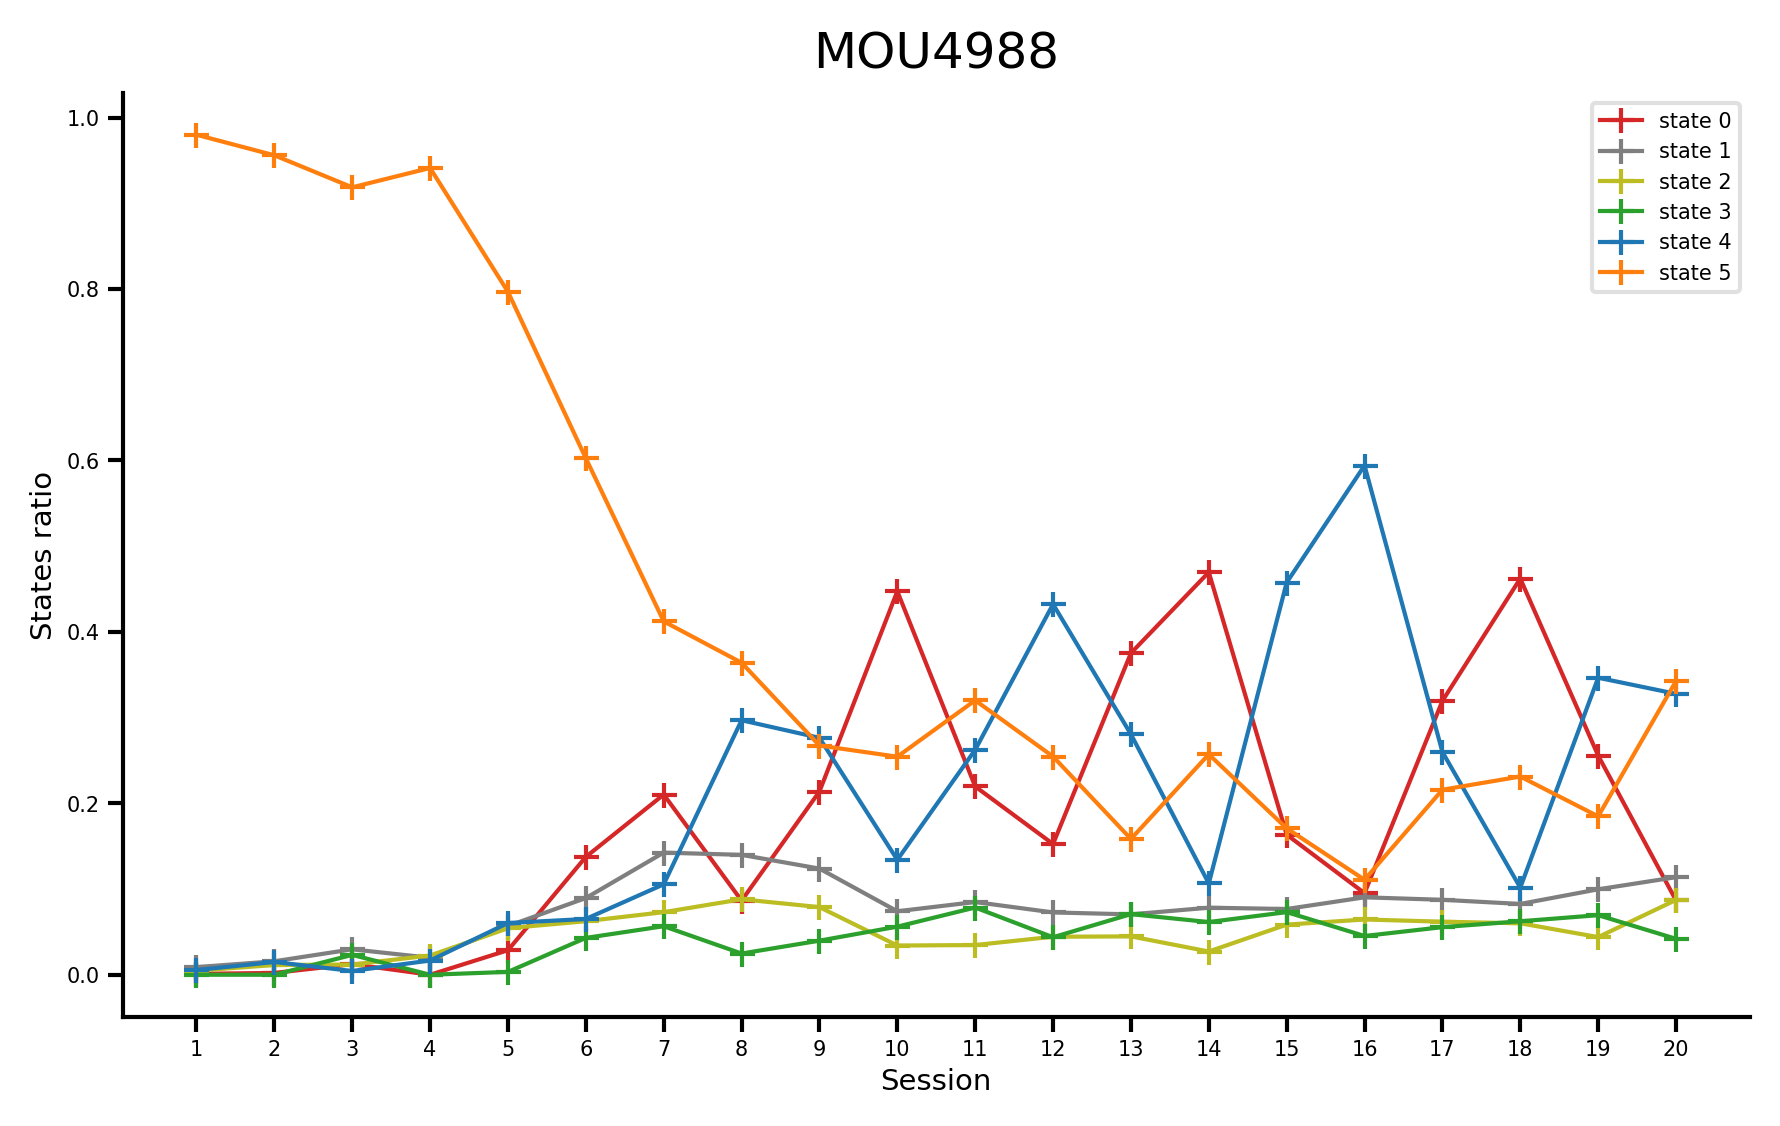 MOU4988
1.0
0.8
0.6
0.4
0.2
0.0
States ratio
state 0
state 1
state 2
state 3
state 4
state 5
1 2 3 4 5 6 7 8 9 10 11 12 13 14 15 16 17 18 19 20
Session